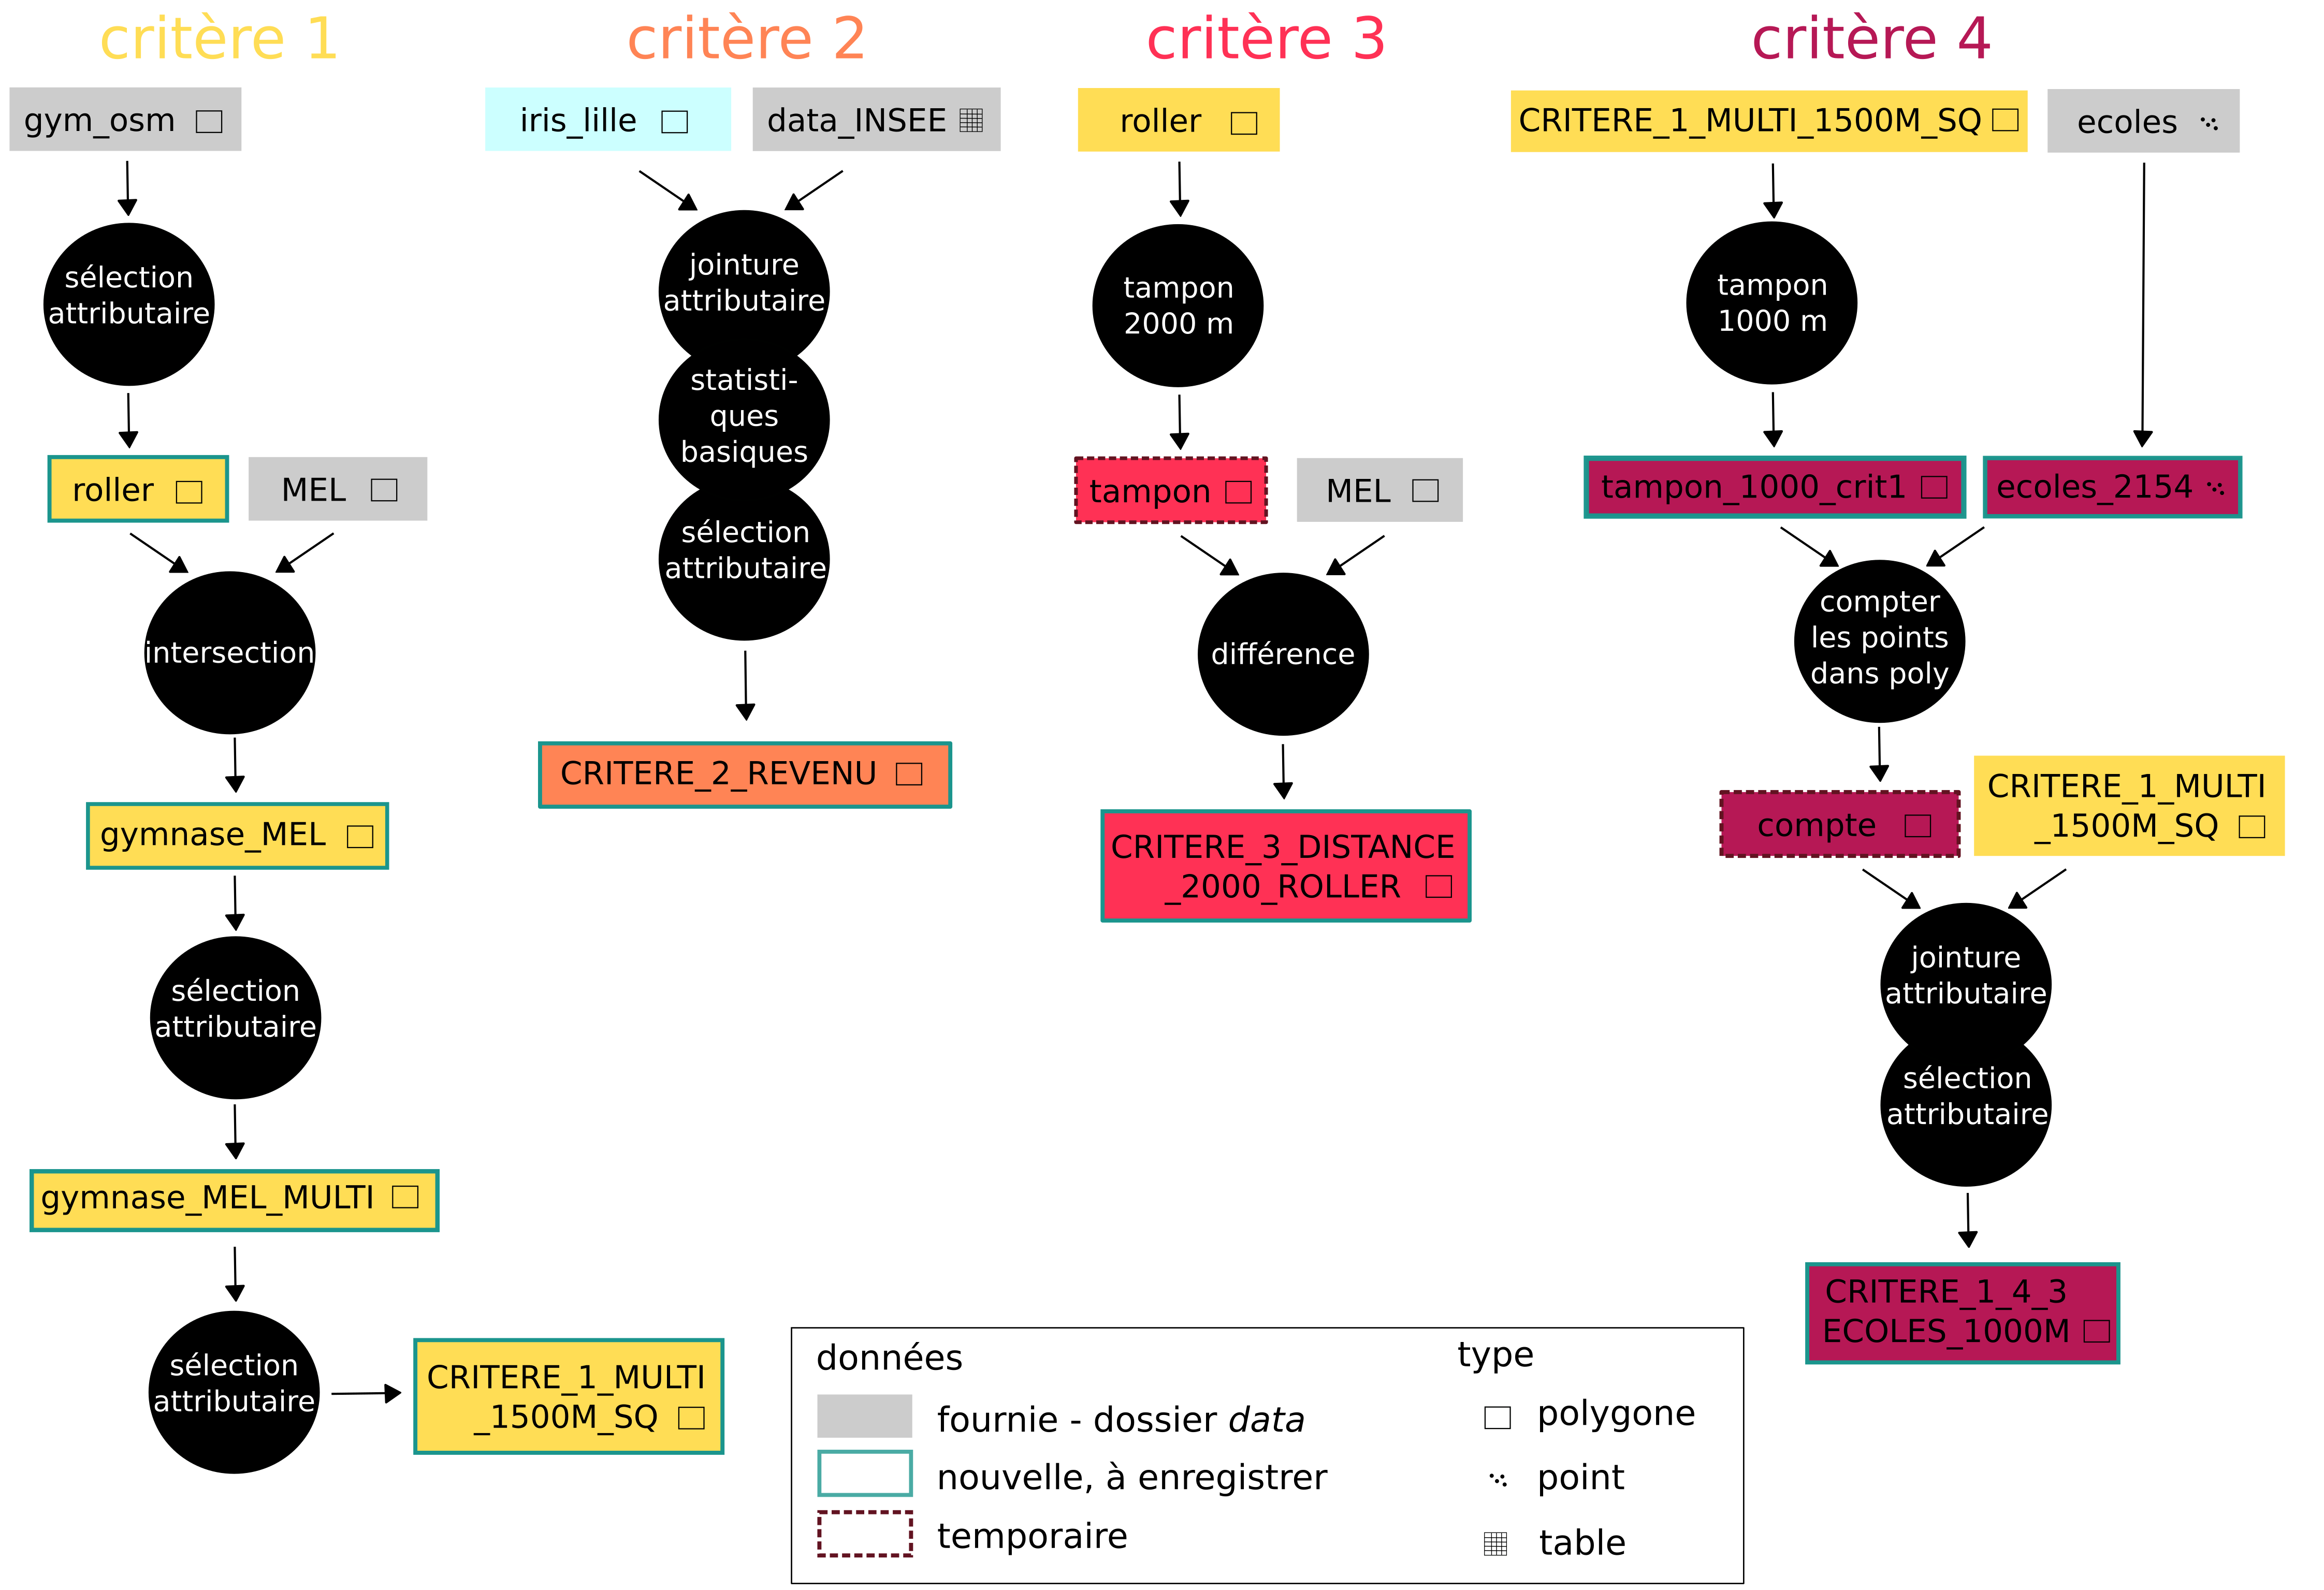 critère 1
gym_osm
sélection
attributaire
roller
MEL
intersection
gymnase_MEL
sélection
attributaire
gymnase_MEL_MULTI
sélection
attributaire
CRITERE_1_MULTI
_1500M_SQ
critère 2
iris_lille
data_INSEE
jointure
attributaire
statisti-
ques
basiques
sélection
attributaire
CRITERE_2_REVENU
critère 3
roller
tampon
2000 m
tampon
MEL
différence
CRITERE_3_DISTANCE
_2000_ROLLER
critère 4
CRITERE_1_MULTI_1500M_SQ
ecoles
tampon
1000 m
tampon_1000_crit1
ecoles_2154
compter
les points
dans poly
compte
CRITERE_1_MULTI
_1500M_SQ
jointure
attributaire
sélection
attributaire
CRITERE_1_4_3
ECOLES_1000M
données
fournie - dossier data
nouvelle, à enregistrer
temporaire
type
polygone
point
table